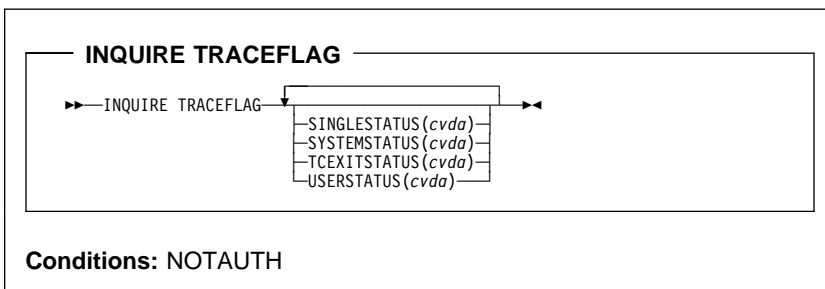 INQUIRE TRACEFLAG
INQUIRE TRACEFLAG
SINGLESTATUS(cvda)
SYSTEMSTATUS(cvda)
TCEXITSTATUS(cvda)
USERSTATUS(cvda)
Conditions: NOTAUTH